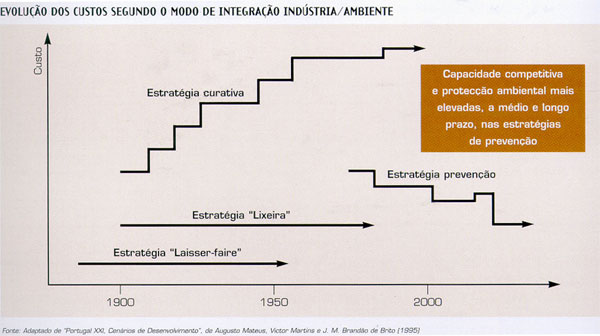 EVOLUÇÃO DOS CUSTOS SEGUNDO O MODO DE INTEGRAÇÃO INDÚSTRIA/AMBIENTE
Custo
Estratégia curativa
Capacidade competitiva
e protecção ambiental mais
elevadas, a médio e longo
prazo, nas estratégias
de prevenção
Estratégia prevenção
Estratégia "Lixeira"
Estratégia "Laisser-faire"
1900
1950
2000
Fonte: Adaptado de "Portugal XXI, Cenários de Desenvolvimento", de Augusto Mateus, Victor Martins e J. M. Brandão de Brito (1995)